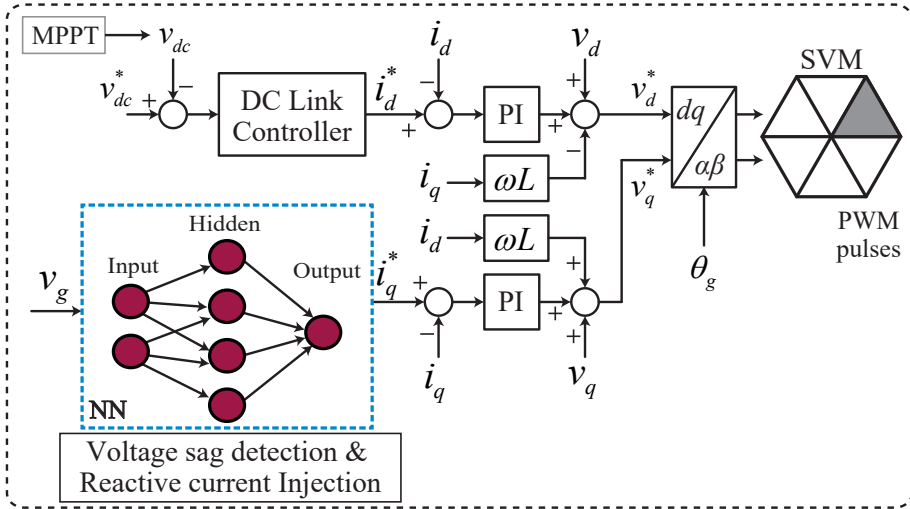 MPPT
v_dc
v*_dc
+
−
DC Link
Controller
i*_d
+
i_d
−
PI
+
v_d
+
−
v*_d
i_q
ωL
i_d
ωL
+
v*_q
dq
αβ
θ_g
SVM
PWM
pulses
v_g
Input
Hidden
Output
NN
i*_q
+
−
i_q
PI
+
+
v_q
Voltage sag detection &
Reactive current Injection